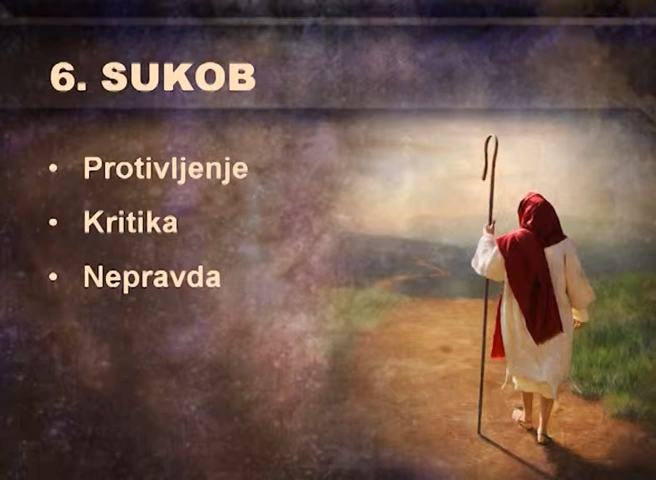 6. SUKOB
• Protivljenje
• Kritika
• Nepravda